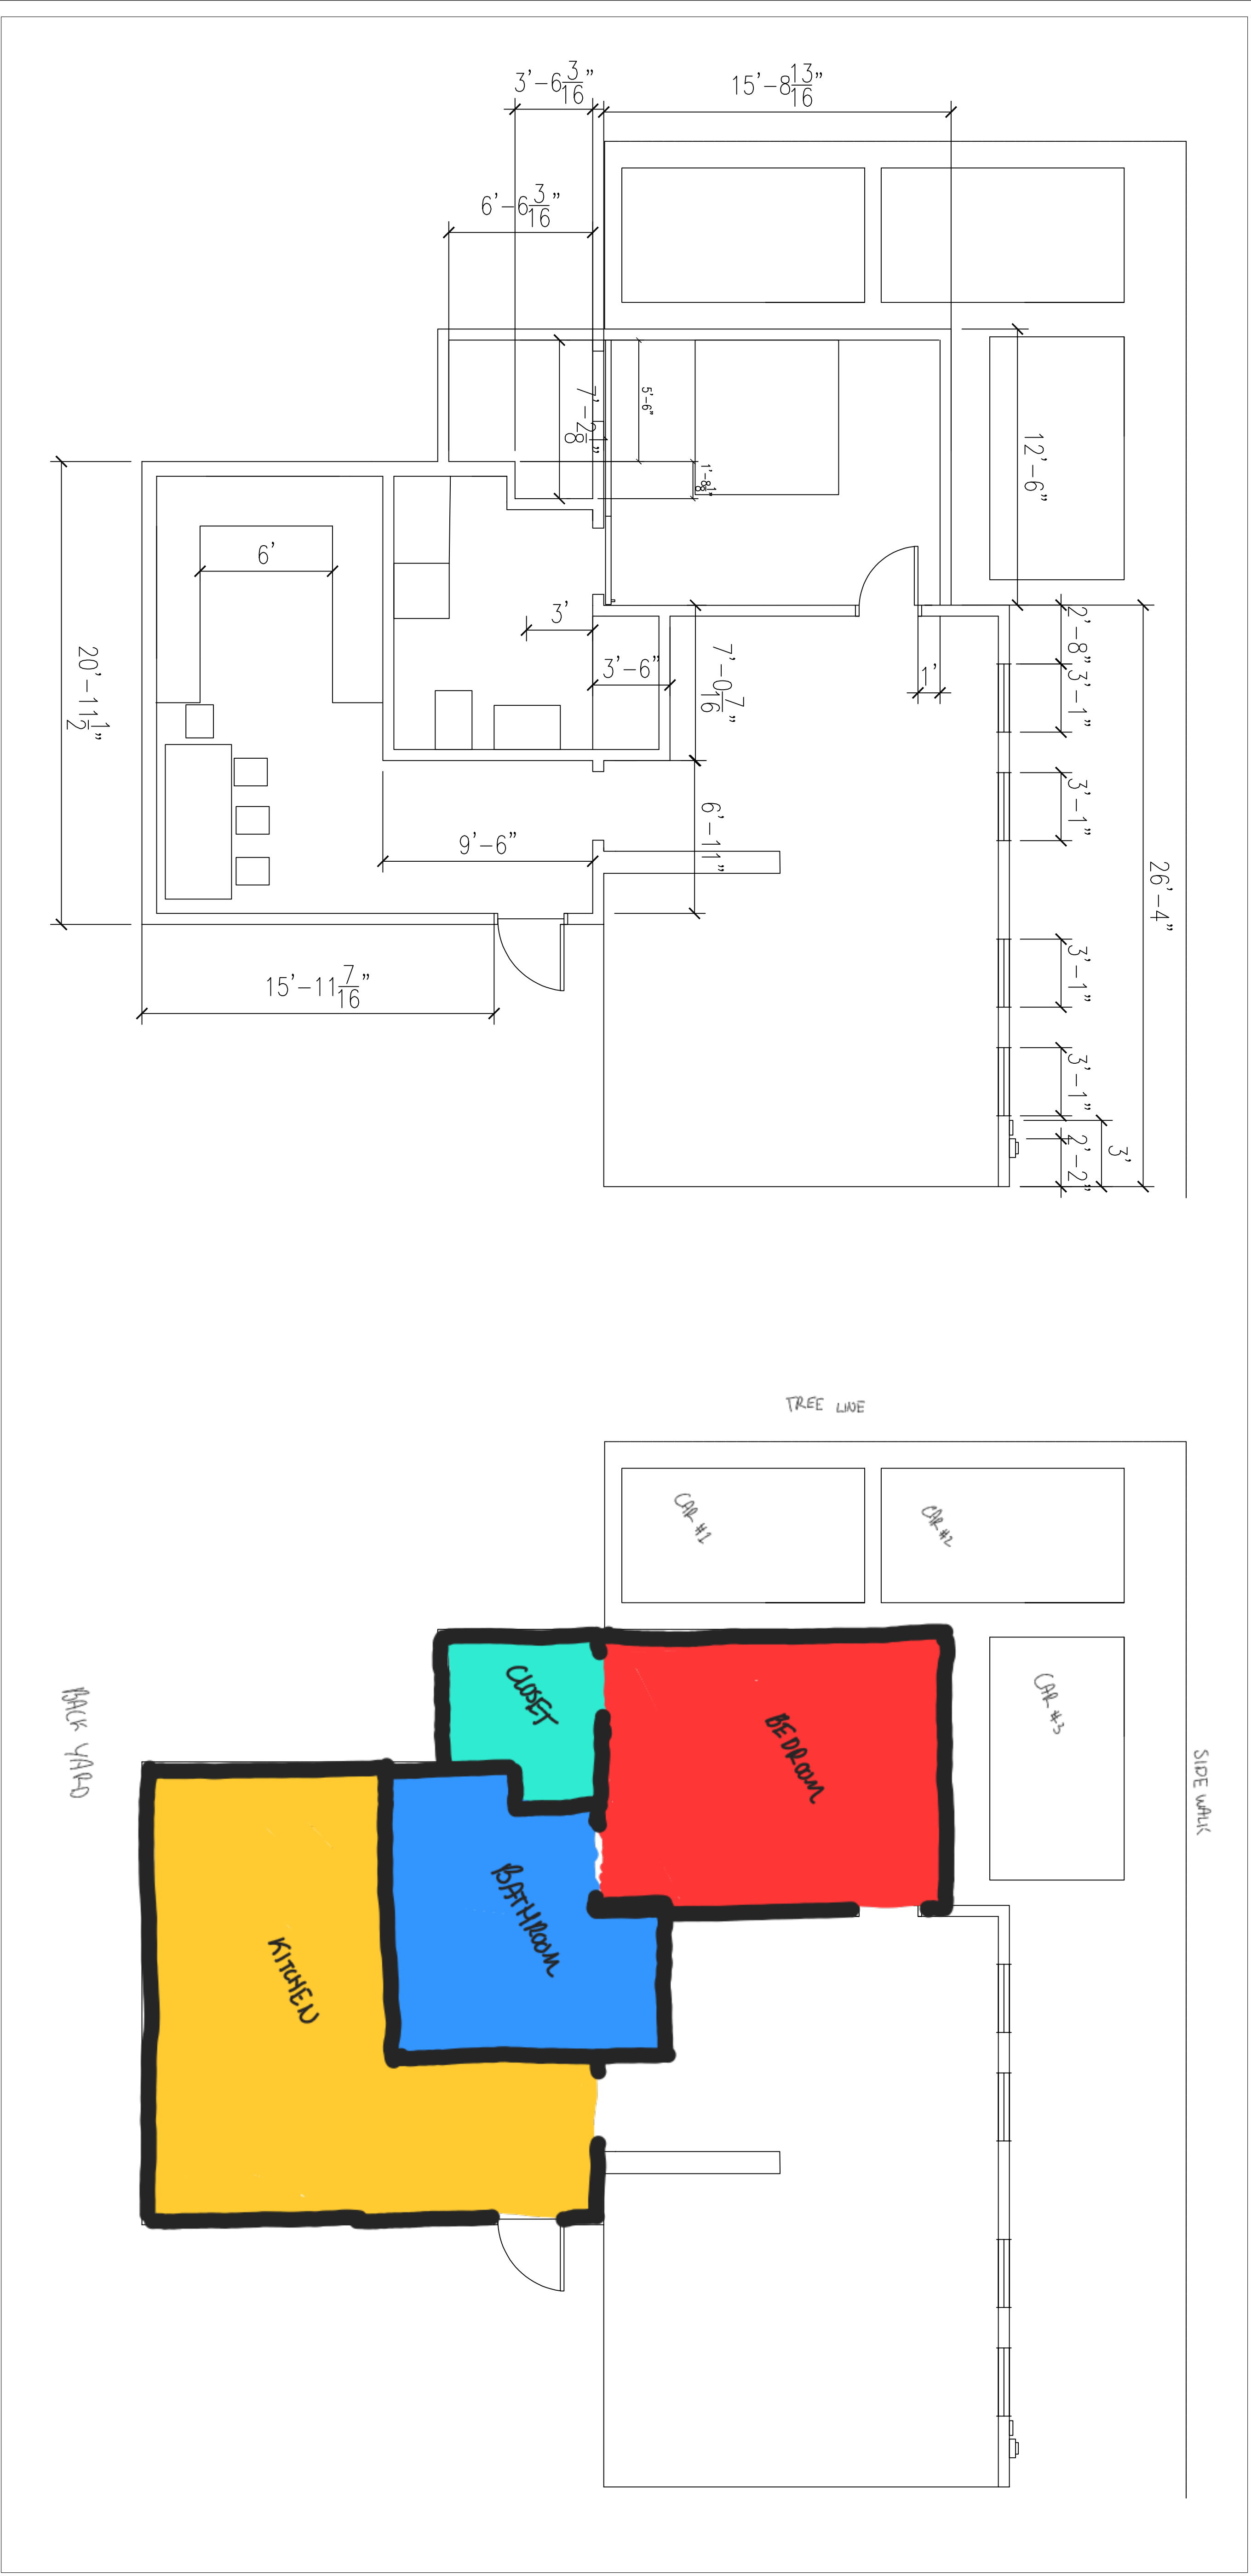 3'-6 3/16"
15'-8 13/16"
6'-6 3/16"
7'-2 1/8"
5'-6"
1'-8 1/8"
12'-6"
6'
3'
3'-6"
7'-0 7/16"
1'
2'-8"
3'-1"
3'-1"
26'-4"
20'-11 1/2"
9'-6"
6'-11"
3'-1"
15'-11 7/16"
3'-1"
3'
2'-2"
TREE LINE
CAR #1
CAR #2
CAR #3
SIDE WALK
BACK YARD
CLOSET
BEDROOM
BATHROOM
KITCHEN